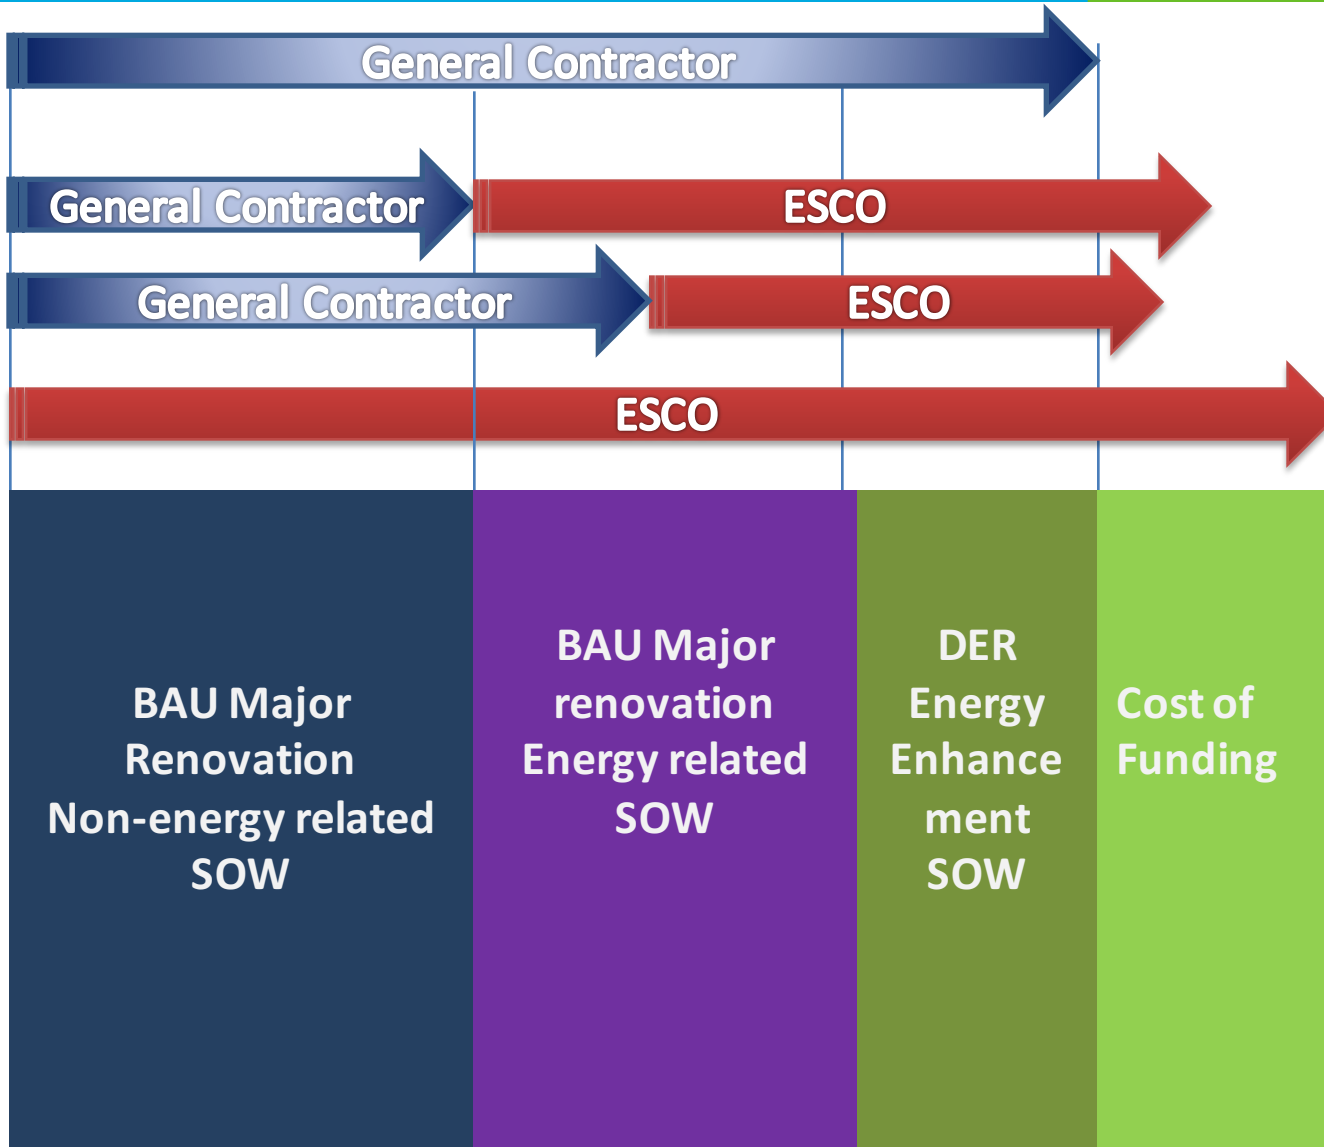 General Contractor
General Contractor
ESCO
General Contractor
ESCO
ESCO
BAU Major
Renovation
Non-energy related
SOW
BAU Major
renovation
Energy related
SOW
DER
Energy
Enhance
ment
SOW
Cost of
Funding